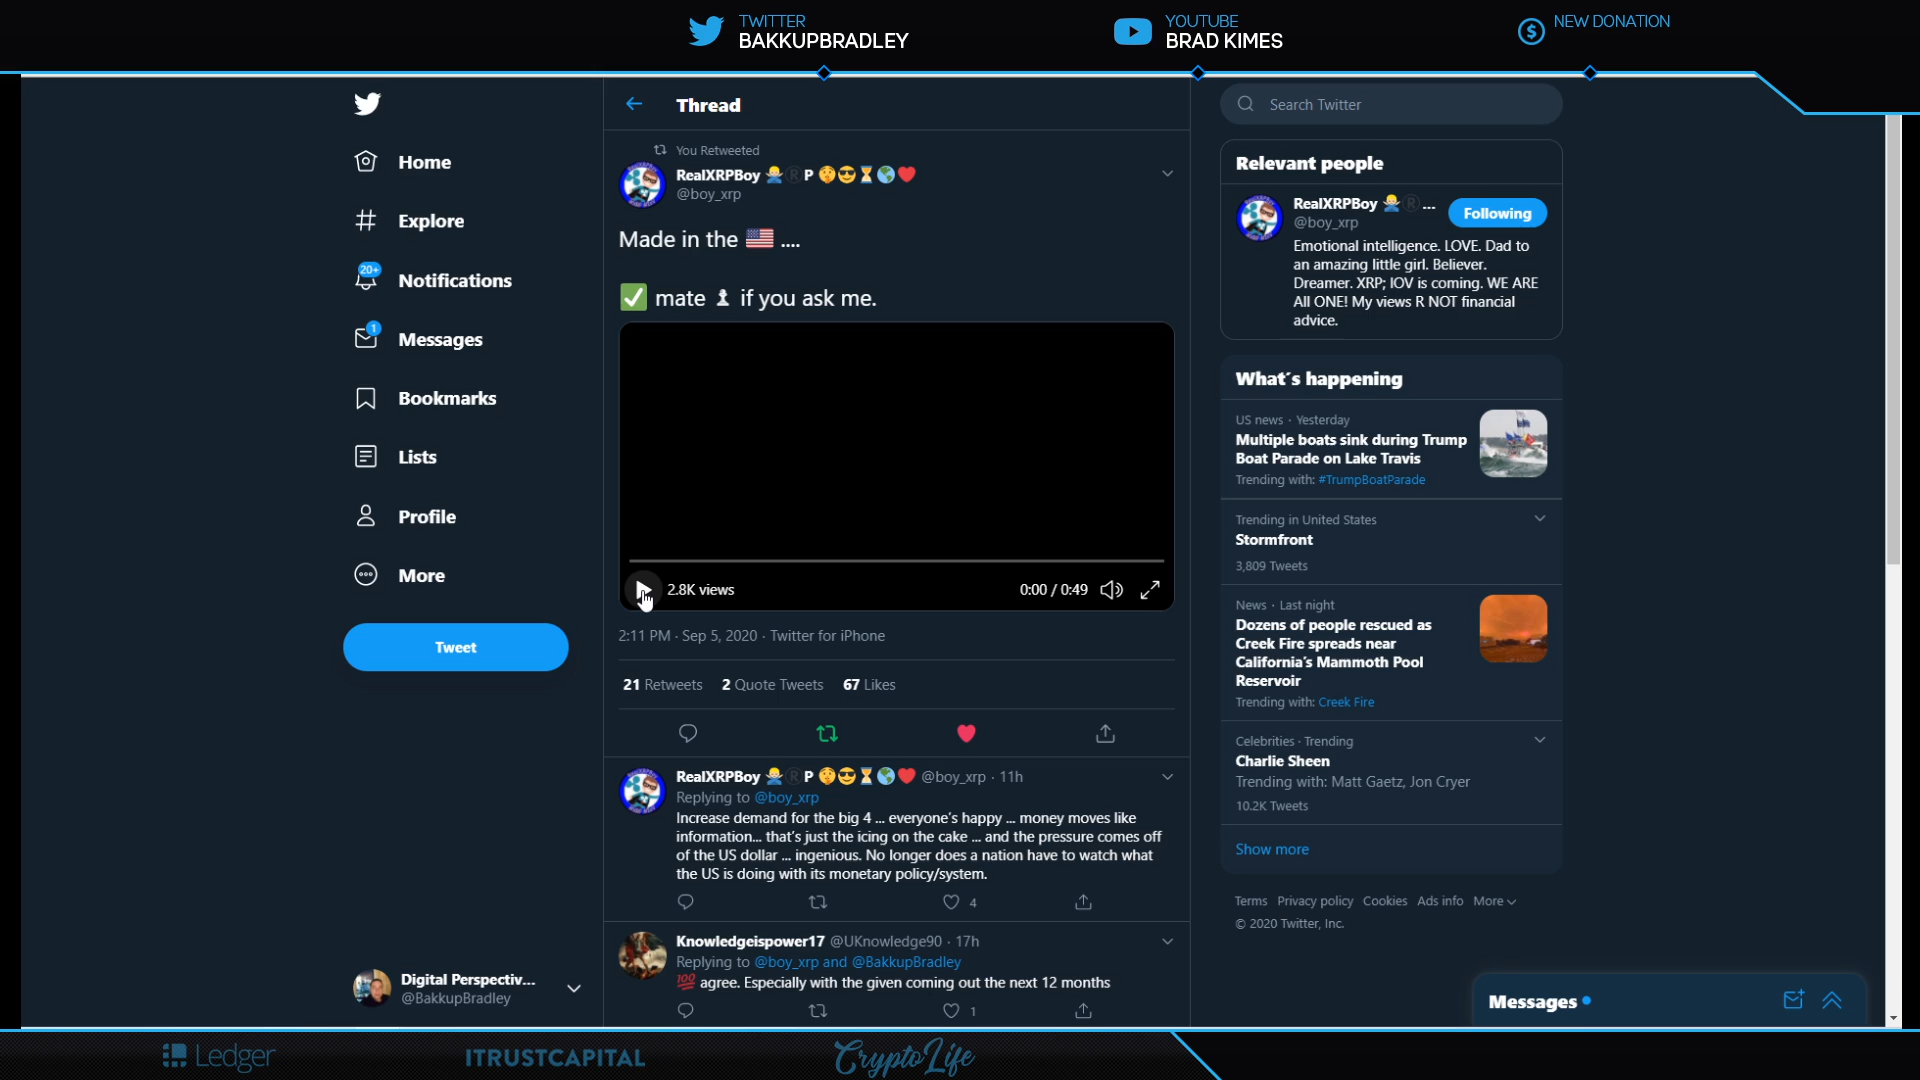 TWITTER
BAKKUPBRADLEY
YOUTUBE
BRAD KIMES
NEW DONATION
Home
Explore
20+
Notifications
1
Messages
Bookmarks
Lists
Profile
More
Tweet
Digital Perspectiv...
@BakkupBradley
Thread
You Retweeted
RealXRPBoy 🙅‍♂️®️P🤫😎⌛🌎❤️
@boy_xrp
Made in the 🇺🇸 ....
✅ mate ♟ if you ask me.
2.8K views
0:00 / 0:49
2:11 PM · Sep 5, 2020 · Twitter for iPhone
21 Retweets 2 Quote Tweets 67 Likes
RealXRPBoy 🙅‍♂️®️P🤫😎⌛🌎❤️ @boy_xrp · 11h
Replying to @boy_xrp
Increase demand for the big 4 ... everyone's happy ... money moves like
information... that's just the icing on the cake ... and the pressure comes off
of the US dollar ... ingenious. No longer does a nation have to watch what
the US is doing with its monetary policy/system.
4
Knowledgeispower17 @UKnowledge90 · 17h
Replying to @boy_xrp and @BakkupBradley
💯 agree. Especially with the given coming out the next 12 months
1
Search Twitter
Relevant people
RealXRPBoy 🙅‍♂️®️...
@boy_xrp
Following
Emotional intelligence. LOVE. Dad to
an amazing little girl. Believer.
Dreamer. XRP; IOV is coming. WE ARE
All ONE! My views R NOT financial
advice.
What's happening
US news · Yesterday
Multiple boats sink during Trump
Boat Parade on Lake Travis
Trending with: #TrumpBoatParade
Trending in United States
Stormfront
3,809 Tweets
News · Last night
Dozens of people rescued as
Creek Fire spreads near
California's Mammoth Pool
Reservoir
Trending with: Creek Fire
Celebrities · Trending
Charlie Sheen
Trending with: Matt Gaetz, Jon Cryer
10.2K Tweets
Show more
Terms Privacy policy Cookies Ads info More
© 2020 Twitter, Inc.
Messages
Ledger
ITRUSTCAPITAL
CryptoLife